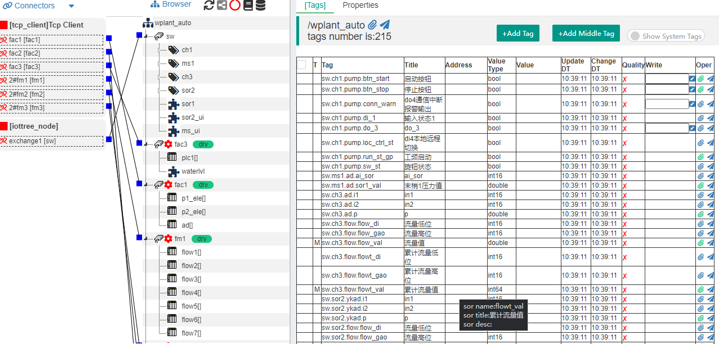 Connectors
[tcp_client]Tcp Client
fac1 [fac1]
fac2 [fac2]
fac3 [fac3]
2#fm1 [fm1]
2#fm2 [fm2]
2#fm3 [fm3]
[iottree_node]
exchange1 [sw]
Browser
wplant_auto
sw
ch1
ms1
ch3
sor2
sor1
sor2_ui
ms_ui
fac3 drv
plc1[]
waterlvl
fac1 drv
p1_ele[]
p2_ele[]
ad[]
fm1 drv
flow1[]
flow2[]
flow3[]
flow4[]
flow5[]
flow6[]
flow7[]
[Tags] Properties
/wplant_auto
tags number is:215
+Add Tag +Add Middle Tag Show System Tags
T Tag Title Address Value Type Value Update DT Change DT Quality Write Oper
sw.ch1.pump.btn_start 启动按钮 bool 10:39:11 10:39:11 X
sw.ch1.pump.btn_stop 停止按钮 bool 10:39:11 10:39:11 X
sw.ch1.pump.conn_warn do4通信中断报警输出 bool 10:39:11 10:39:11 X
sw.ch1.pump.di_1 输入状态1 bool 10:39:11 10:39:11 X
sw.ch1.pump.do_3 do_3 bool 10:39:11 10:39:11 X
sw.ch1.pump.loc_ctrl_st di4本地远程切换 bool 10:39:11 10:39:11 X
sw.ch1.pump.run_st_gp 工频启动 bool 10:39:11 10:39:11 X
sw.ch1.pump.sw_st 旋钮状态 bool 10:39:11 10:39:11 X
sw.ms1.ad.ai_sor ai_sor int16 10:39:11 10:39:11 X
sw.ms1.ad.sor1_val 末梢1压力值 double 10:39:11 10:39:11 X
sw.ch3.ad.i1 in1 int16 10:39:11 10:39:11 X
sw.ch3.ad.i2 in2 int16 10:39:11 10:39:11 X
sw.ch3.ad.p p double 10:39:11 10:39:11 X
sw.ch3.flow.flow_di 流量低位 int16 10:39:11 10:39:11 X
sw.ch3.flow.flow_gao 流量高位 int16 10:39:11 10:39:11 X
M sw.ch3.flow.flow_val 流量值 double 10:39:11 10:39:11 X
sw.ch3.flow.flowt_di 累计流量低位 int16 10:39:11 10:39:11 X
sw.ch3.flow.flowt_gao 累计流量高位 int16 10:39:11 10:39:11 X
M sw.ch3.flow.flowt_val 累计流量值 int64 10:39:11 10:39:11 X
sw.sor2.ykad.i1 in1 10:39:11 10:39:11 X
sw.sor2.ykad.i2 in2 10:39:11 10:39:11 X
sw.sor2.ykad.p p 10:39:11 10:39:11 X
sw.sor2.flow.flow_di 流量低位 int16 10:39:11 10:39:11 X
sw.sor2.flow.flow_gao 流量高位 int16 10:39:11 10:39:11 X
sor name:flowt_val
sor title:累计流量值
sor desc: